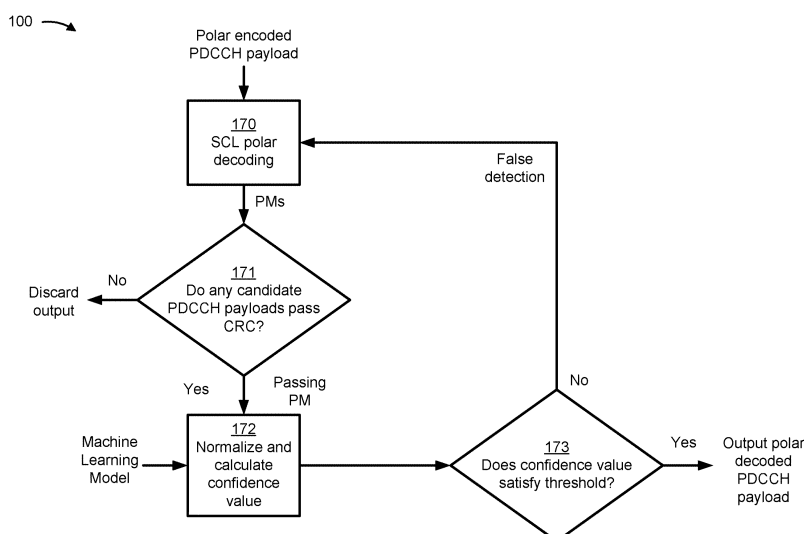 100
Polar encoded
PDCCH payload
170
SCL polar
decoding
False
detection
PMs
171
Do any candidate
PDCCH payloads pass
CRC?
No
Discard
output
Yes
Passing
PM
No
Machine
Learning
Model
172
Normalize and
calculate
confidence
value
173
Does confidence value
satisfy threshold?
Yes
Output polar
decoded
PDCCH
payload